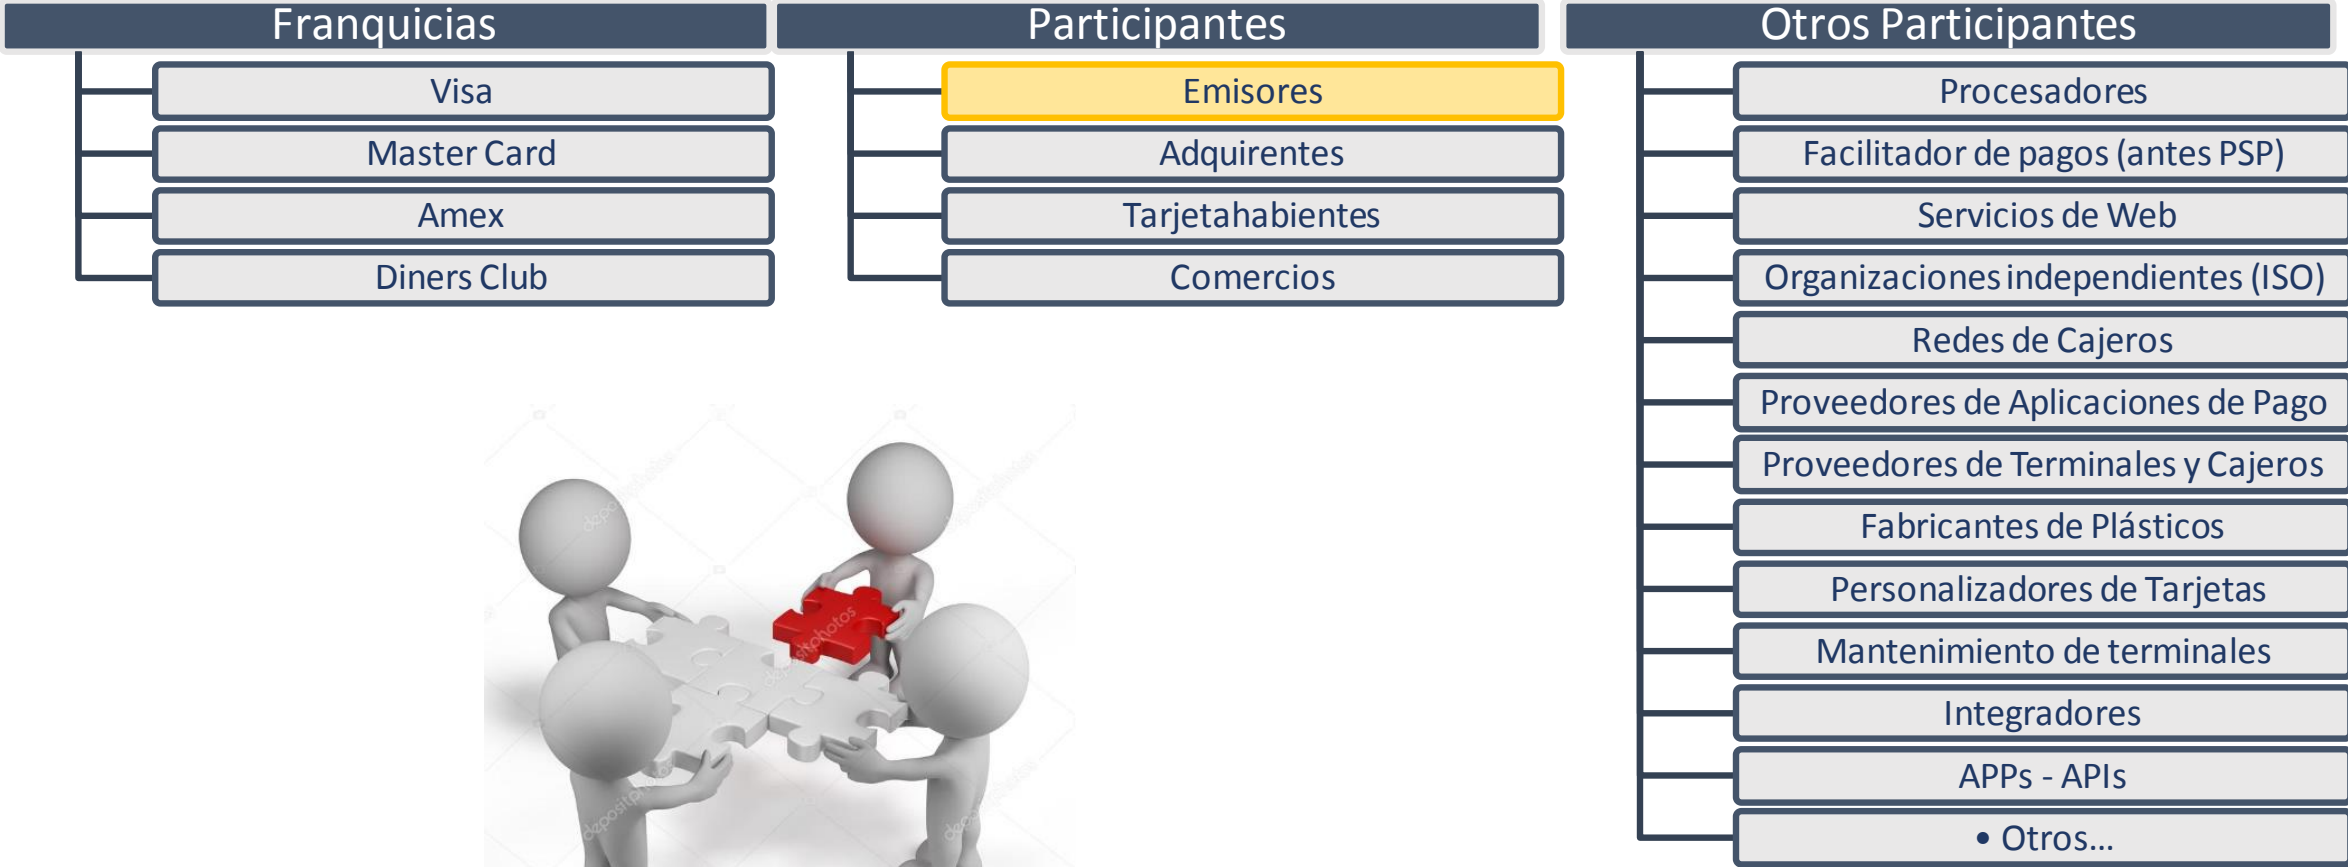 Franquicias
Visa
Master Card
Amex
Diners Club
Participantes
Emisores
Adquirentes
Tarjetahabientes
Comercios
Otros Participantes
Procesadores
Facilitador de pagos (antes PSP)
Servicios de Web
Organizaciones independientes (ISO)
Redes de Cajeros
Proveedores de Aplicaciones de Pago
Proveedores de Terminales y Cajeros
Fabricantes de Plásticos
Personalizadores de Tarjetas
Mantenimiento de terminales
Integradores
APPs - APIs
• Otros...
depositphotos
depositphotos